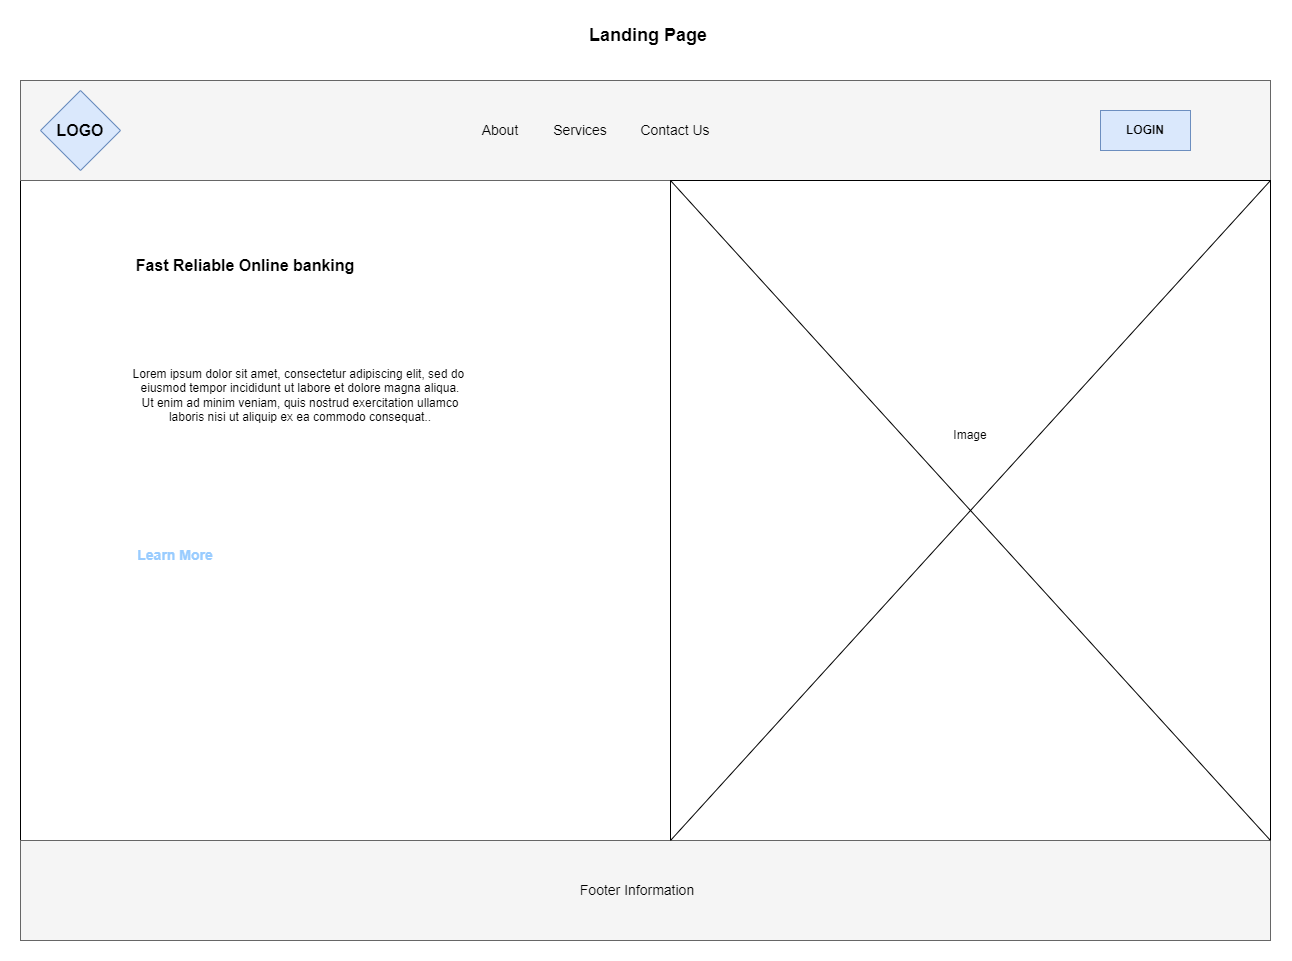 Landing Page
LOGO
About
Services
Contact Us
LOGIN
Fast Reliable Online banking
Lorem ipsum dolor sit amet, consectetur adipiscing elit, sed do
eiusmod tempor incididunt ut labore et dolore magna aliqua.
Ut enim ad minim veniam, quis nostrud exercitation ullamco
laboris nisi ut aliquip ex ea commodo consequat..
Learn More
Image
Footer Information